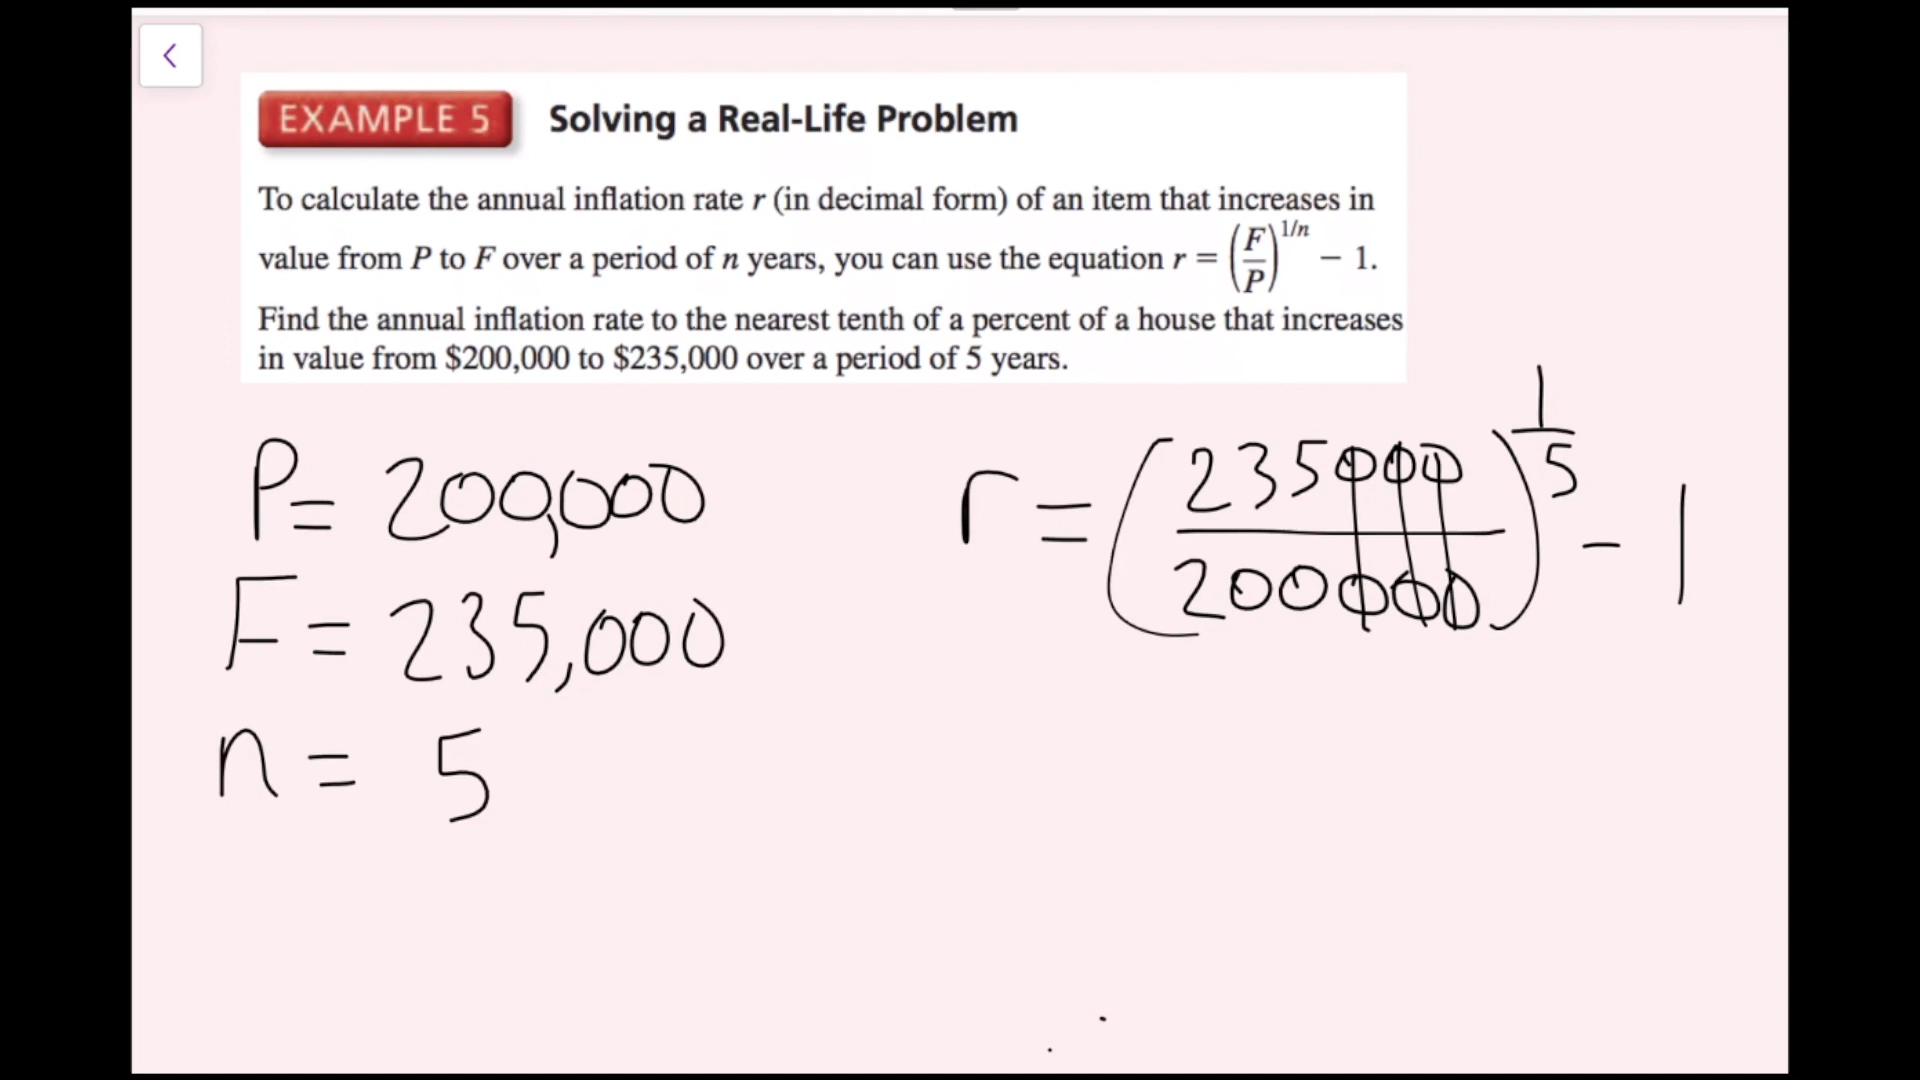 EXAMPLE 5 Solving a Real-Life Problem
To calculate the annual inflation rate r (in decimal form) of an item that increases in
value from P to F over a period of n years, you can use the equation r = (F/P)^1/n − 1.
Find the annual inflation rate to the nearest tenth of a percent of a house that increases
in value from $200,000 to $235,000 over a period of 5 years.
P = 200,000
F = 235,000
n = 5
r = (235000/200000)^1/5 - 1